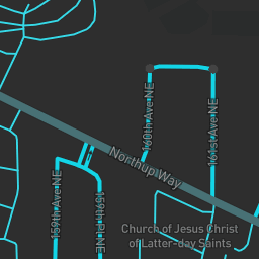 160th Ave NE
161st Ave NE
Northup Way
159th Ave NE
159th Pl NE
Church of Jesus Christ
of Latter-day Saints